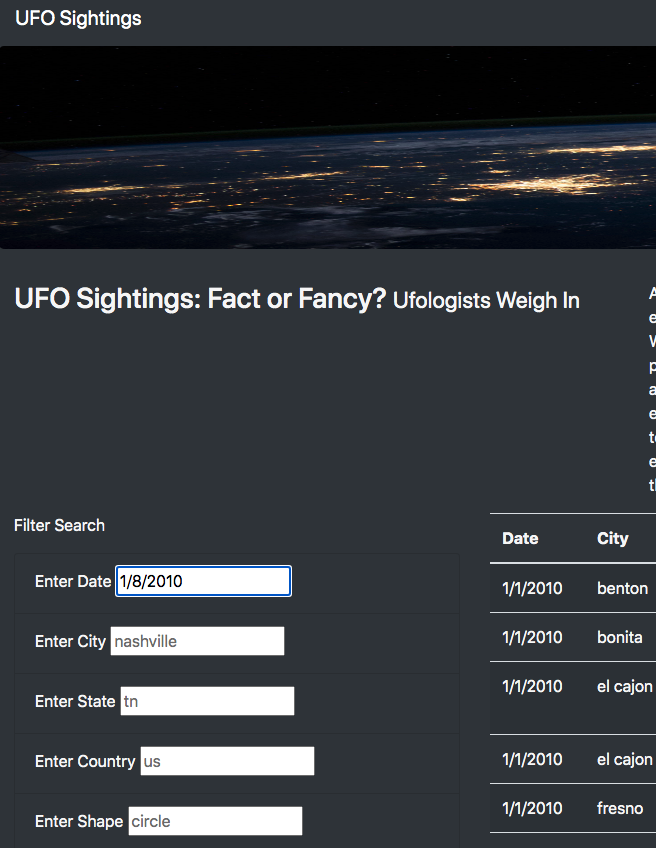 UFO Sightings
UFO Sightings: Fact or Fancy? Ufologists Weigh In
Filter Search
Enter Date 1/8/2010
Enter City nashville
Enter State tn
Enter Country us
Enter Shape circle
Date City
1/1/2010 benton
1/1/2010 bonita
1/1/2010 el cajon
1/1/2010 el cajon
1/1/2010 fresno